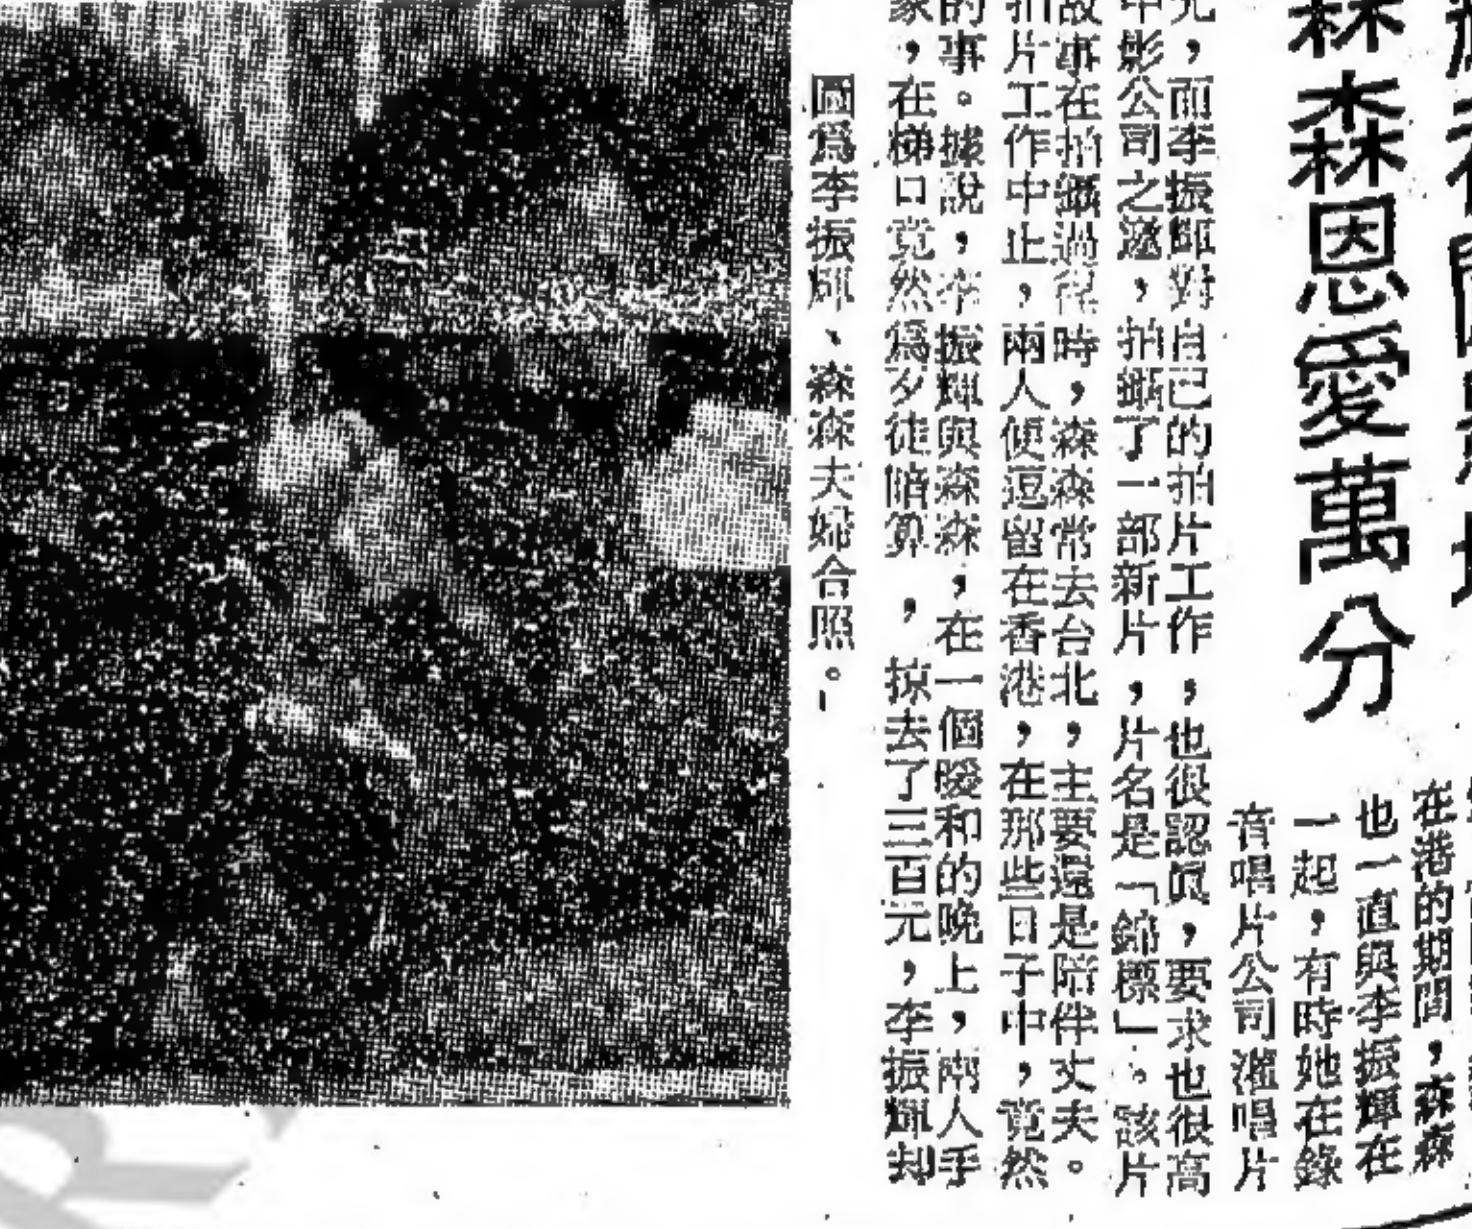 森森恩愛萬分
在港的期間，森森
也一直與李振輝在
一起，有時她在錄
音唱片公司灌唱片
，而李振輝對自己的拍片工作，也很認眞，要求也很高
中影公司之邀，拍攝了一部新片，片名是「錦標」。該片
故事在拍攝過程時，森森常去台北，主要還是陪伴丈夫。
拍片工作中止，兩人便逗留在香港，在那些日子中，竟然
的事。據說，李振輝與森森，在一個暖和的晚上，兩人手
，在梯口竟然爲歹徒暗算，掠去了三百元，李振輝却
圖爲李振輝、森森夫婦合照。